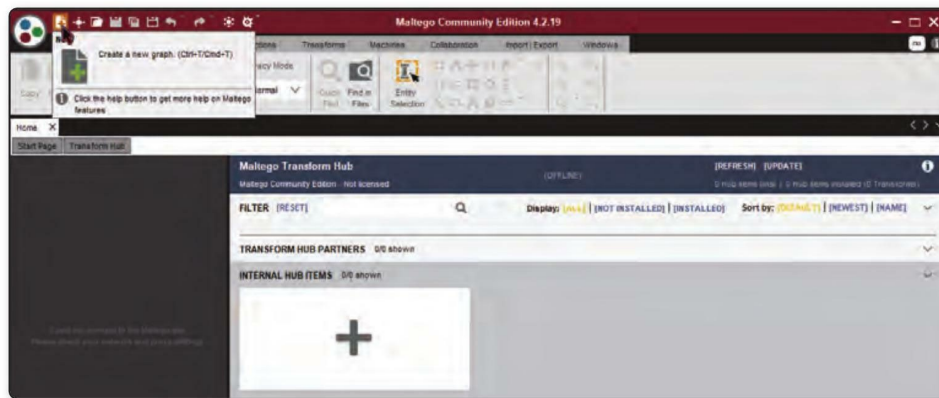 Maltego Community Edition 4.2.19
Transforms Machines Collaboration Import | Export Windows
Create a new graph. (Ctrl+T/Cmd+T)
Click the help button to get more help on Maltego
features
Copy
Quick Find
Find in Files
Entity Selection
Home X
Start Page Transform Hub
Maltego Transform Hub
[OFFLINE]
[REFRESH] [UPDATE]
Maltego Community Edition - Not licensed
FILTER [RESET]
Display: [ALL] | [NOT INSTALLED] | [INSTALLED] Sort by: [DEFAULT] | [NEWEST] | [NAME]
TRANSFORM HUB PARTNERS 0/0 shown
INTERNAL HUB ITEMS 0/0 shown